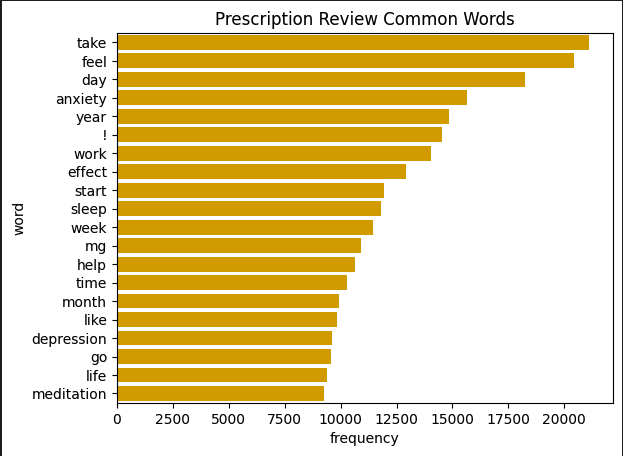 Prescription Review Common Words
take
feel
day
anxiety
year
!
work
effect
start
sleep
week
mg
help
time
month
like
depression
go
life
meditation
word
0 2500 5000 7500 10000 12500 15000 17500 20000
frequency